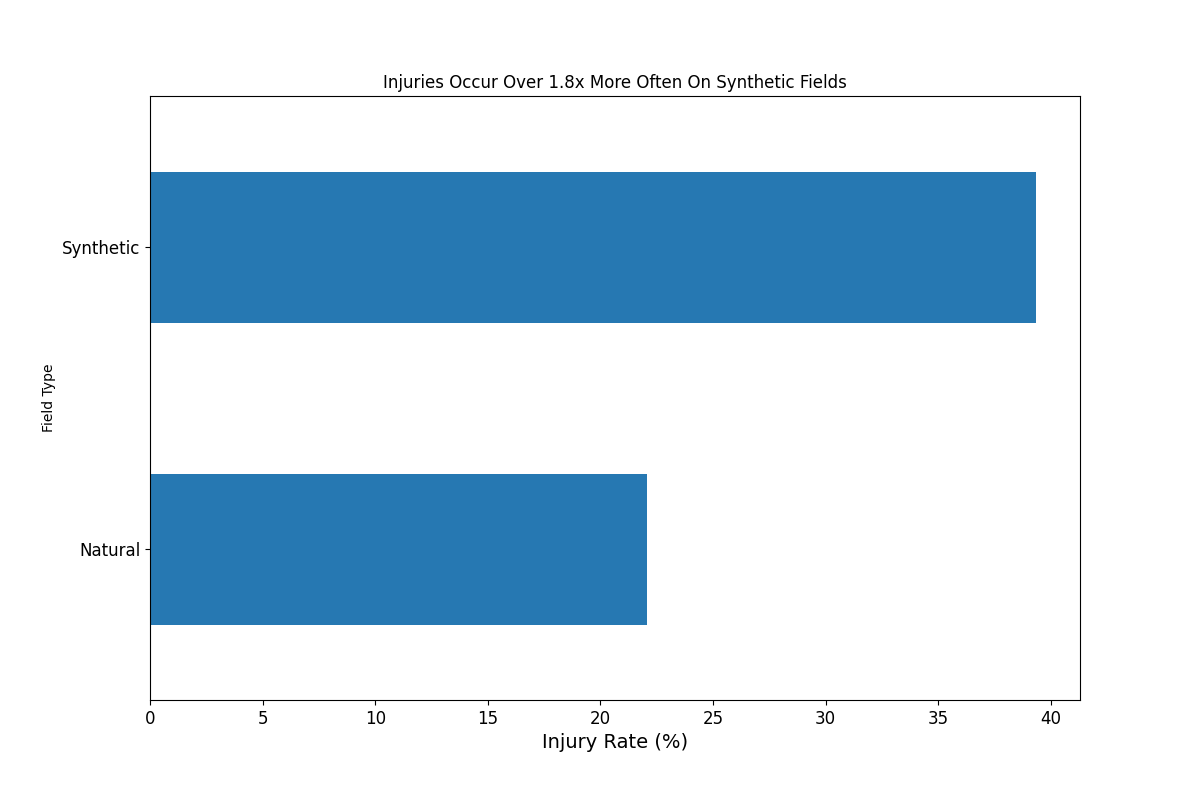 Injuries Occur Over 1.8x More Often On Synthetic Fields
Synthetic
Field Type
Natural
0 5 10 15 20 25 30 35 40
Injury Rate (%)